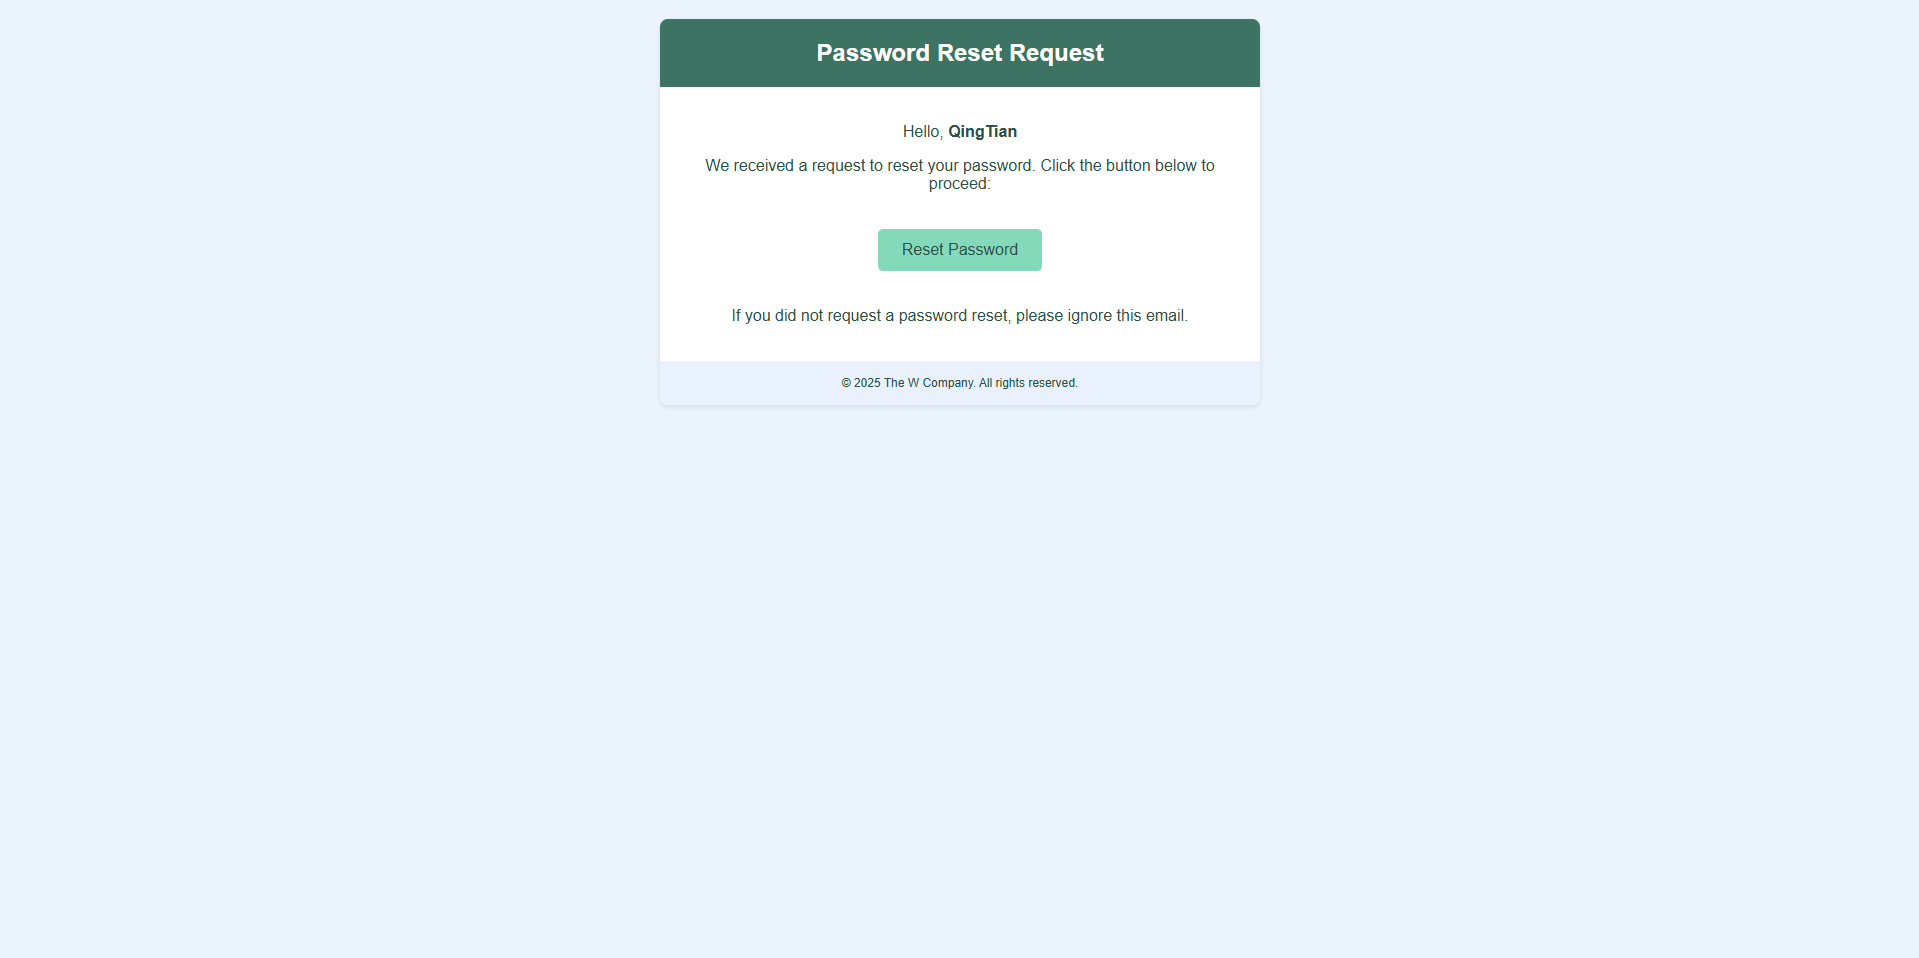 Password Reset Request
Hello, QingTian
We received a request to reset your password. Click the button below to
proceed:
Reset Password
If you did not request a password reset, please ignore this email.
© 2025 The W Company. All rights reserved.